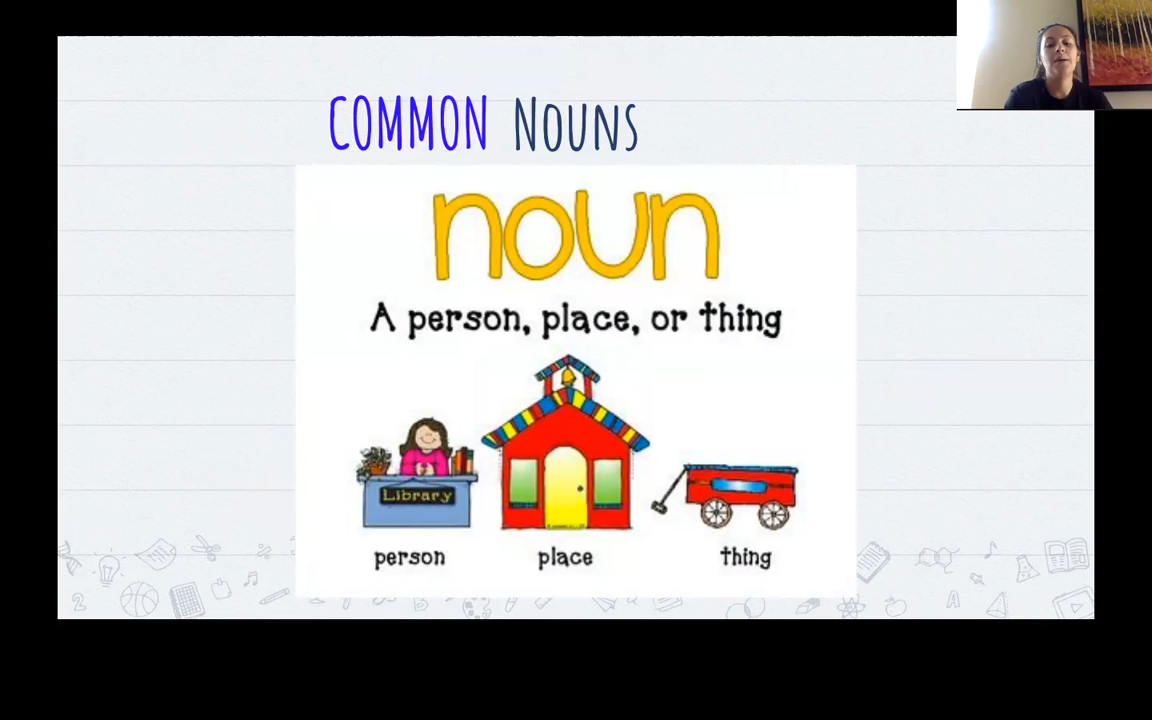 COMMON NOUNS
noun
A person, place, or thing
Library
person place thing